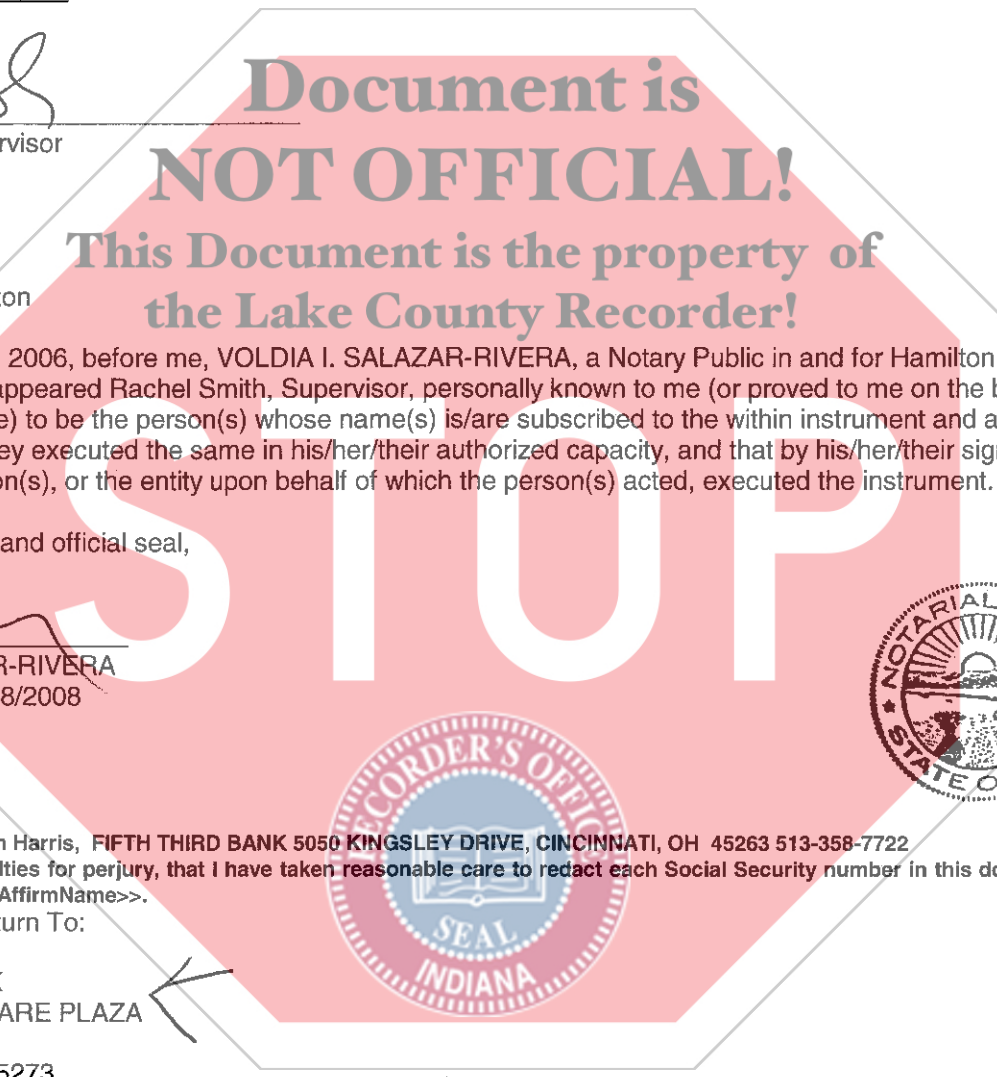 Document is
NOT OFFICIAL!
This Document is the property of
the Lake County Recorder!
STOP
rvisor
ton
2006, before me, VOLDIA I. SALAZAR-RIVERA, a Notary Public in and for Hamilton
appeared Rachel Smith, Supervisor, personally known to me (or proved to me on the b
e) to be the person(s) whose name(s) is/are subscribed to the within instrument and a
ey executed the same in his/her/their authorized capacity, and that by his/her/their sig
on(s), or the entity upon behalf of which the person(s) acted, executed the instrument.
and official seal,
R-RIVERA
8/2008
NOTARIAL
STATE O
n Harris, FIFTH THIRD BANK 5050 KINGSLEY DRIVE, CINCINNATI, OH 45263 513-358-7722
lties for perjury, that I have taken reasonable care to redact each Social Security number in this do
AffirmName>>.
turn To:
K
ARE PLAZA
5273
RECORDER'S OFFICE
SEAL
INDIANA